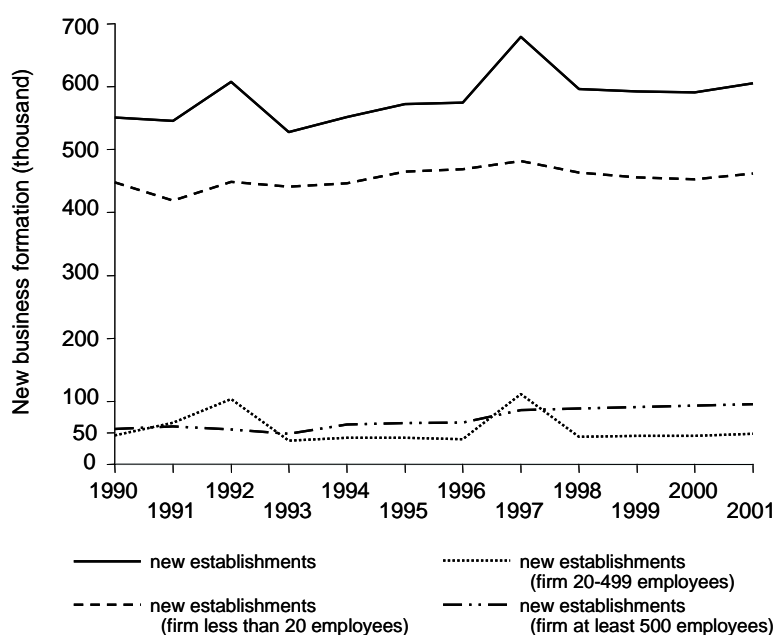 New business formation (thousand)
700
600
500
400
300
200
100
50
0
1990
1991
1992
1993
1994
1995
1996
1997
1998
1999
2000
2001
new establishments
new establishments
(firm less than 20 employees)
new establishments
(firm 20-499 employees)
new establishments
(firm at least 500 employees)